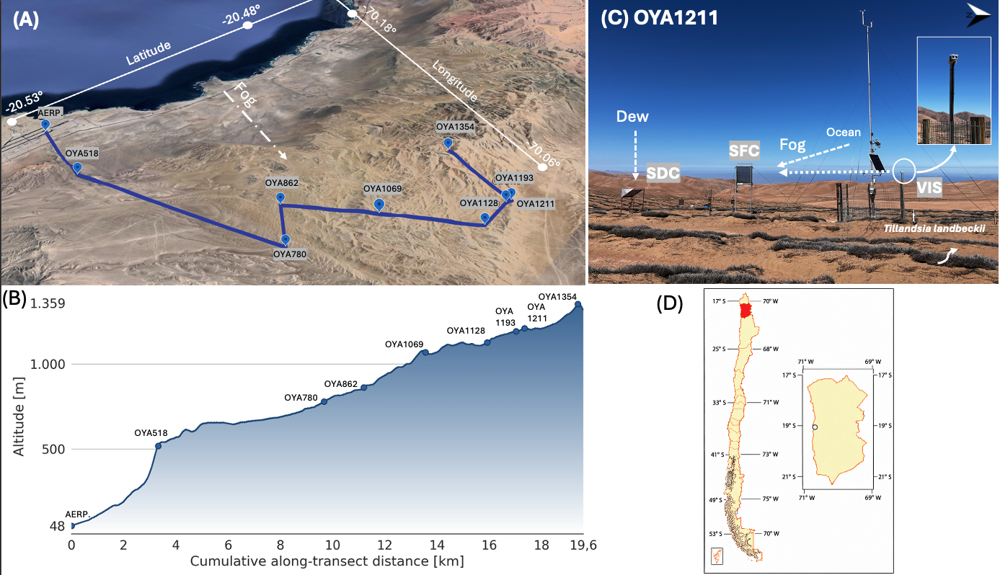 (A)
-20.48°
-70.18°
Latitude
Longitude
-20.53°
Fog
AERP.
OYA1354
OYA518
-70.06°
OYA862
OYA1193
OYA1069
OYA1128
OYA1211
OYA780
(C) OYA1211
Z
Dew
Ocean
SFC
Fog
SDC
VIS
Tillandsia landbeckii
(B)
1.359
OYA1354
OYA
1193
OYA
1211
OYA1128
OYA1069
1.000
OYA862
OYA780
Altitude [m]
OYA518
500
AERP.
48
0 2 4 6 8 10 12 14 16 18 19,6
Cumulative along-transect distance [km]
(D)
17° S 70° W
25° S 68° W
71° W 69° W
17° S 17° S
33° S 71° W
19° S 19° S
41° S 73° W
21° S 21° S
71° W 69° W
49° S 75° W
53° S 70° W